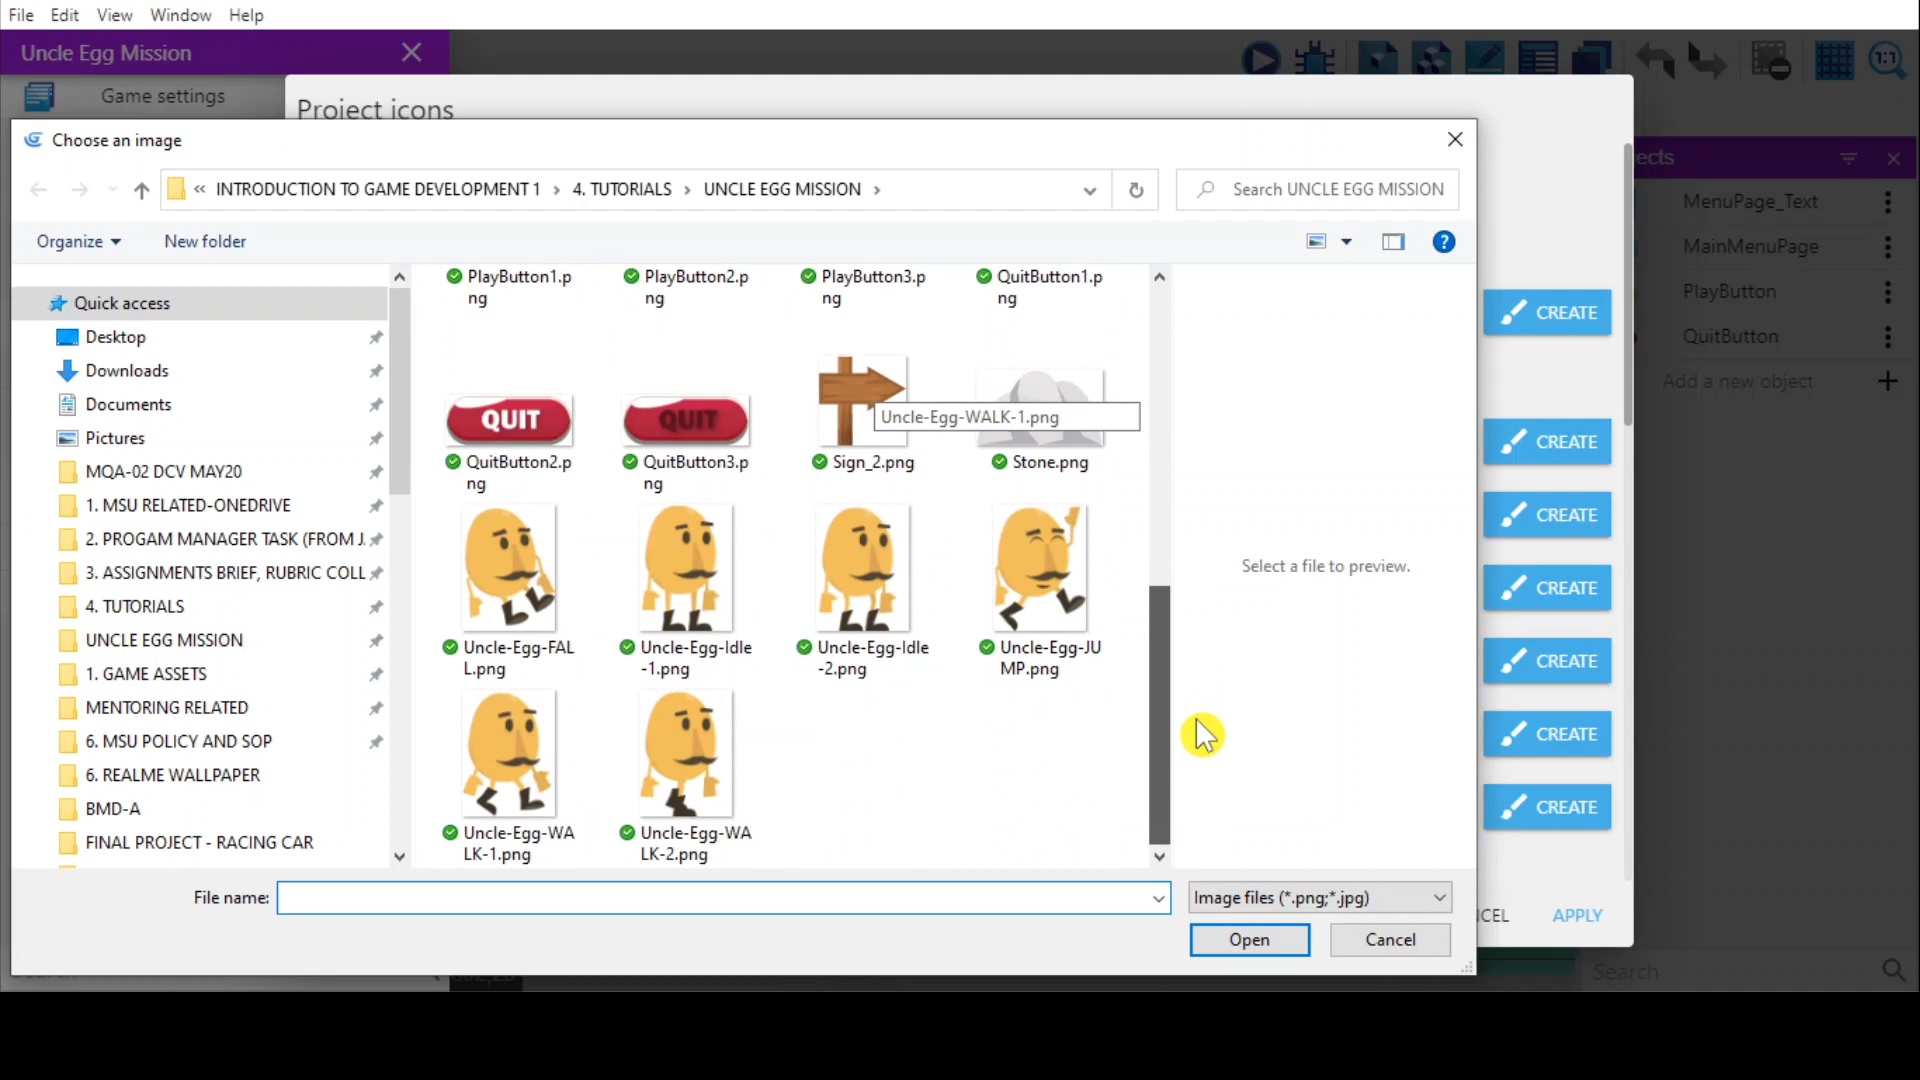 File Edit View Window Help
Uncle Egg Mission
Game settings
Project icons
Choose an image
« INTRODUCTION TO GAME DEVELOPMENT 1 › 4. TUTORIALS › UNCLE EGG MISSION ›
Search UNCLE EGG MISSION
Organize
New folder
Quick access
Desktop
Downloads
Documents
Pictures
MQA-02 DCV MAY20
1. MSU RELATED-ONEDRIVE
2. PROGAM MANAGER TASK (FROM J.
3. ASSIGNMENTS BRIEF, RUBRIC COLL
4. TUTORIALS
UNCLE EGG MISSION
1. GAME ASSETS
MENTORING RELATED
6. MSU POLICY AND SOP
6. REALME WALLPAPER
BMD-A
FINAL PROJECT - RACING CAR
PlayButton1.p
ng
PlayButton2.p
ng
PlayButton3.p
ng
QuitButton1.p
ng
QUIT
QUIT
Uncle-Egg-WALK-1.png
QuitButton2.p
ng
QuitButton3.p
ng
Sign_2.png
Stone.png
Uncle-Egg-FAL
L.png
Uncle-Egg-Idle
-1.png
Uncle-Egg-Idle
-2.png
Uncle-Egg-JU
MP.png
Uncle-Egg-WA
LK-1.png
Uncle-Egg-WA
LK-2.png
Select a file to preview.
File name:
Image files (*.png;*.jpg)
Open
Cancel
1:1
ects
MenuPage_Text
MainMenuPage
PlayButton
QuitButton
Add a new object
CREATE
CREATE
CREATE
CREATE
CREATE
CREATE
CREATE
CEL
APPLY
Search